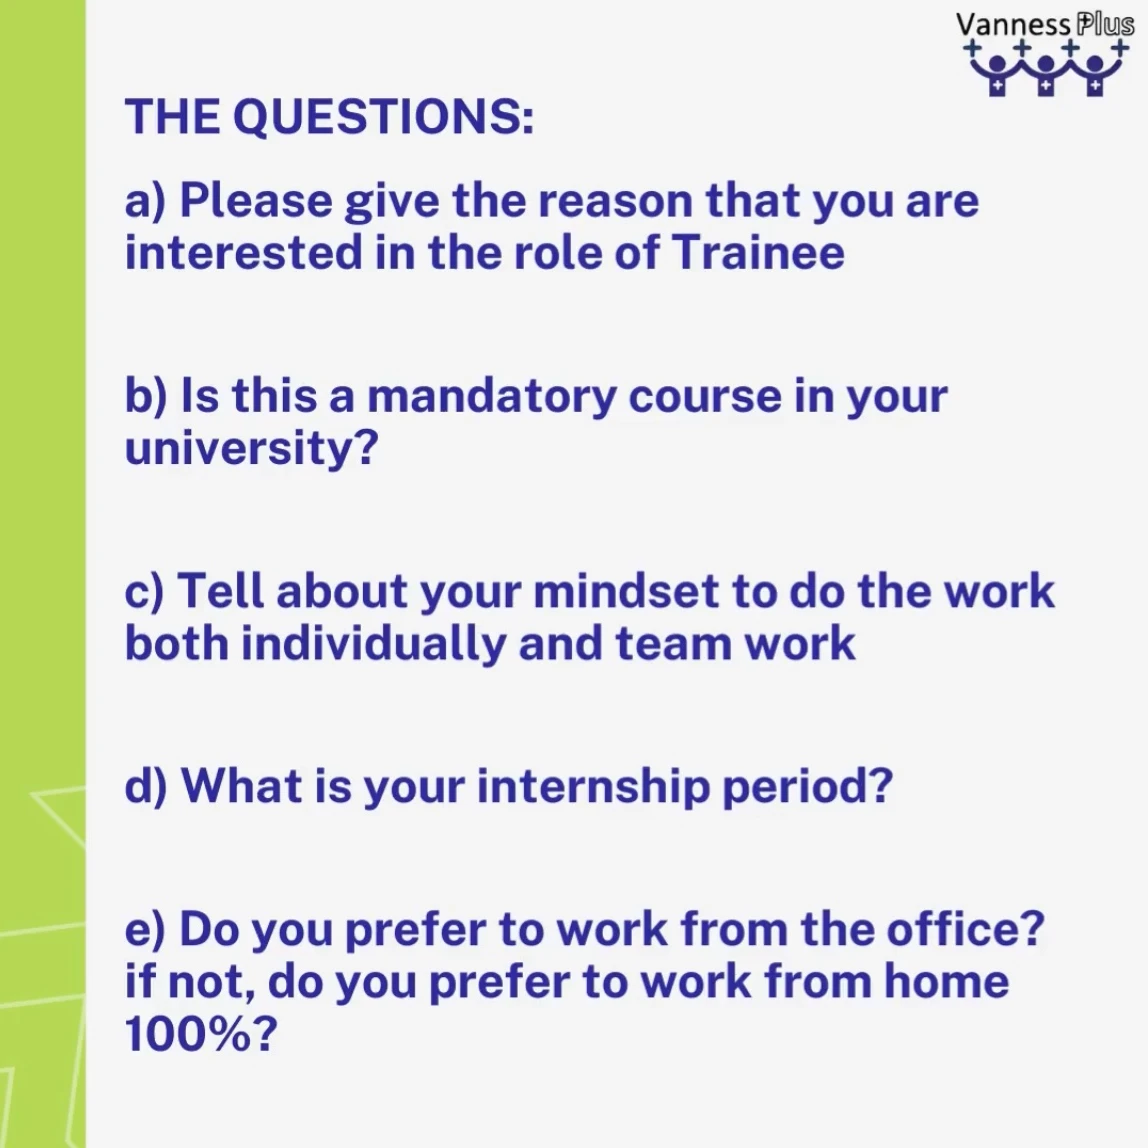 Vanness Plus
THE QUESTIONS:
a) Please give the reason that you are
interested in the role of Trainee
b) Is this a mandatory course in your
university?
c) Tell about your mindset to do the work
both individually and team work
d) What is your internship period?
e) Do you prefer to work from the office?
if not, do you prefer to work from home
100%?